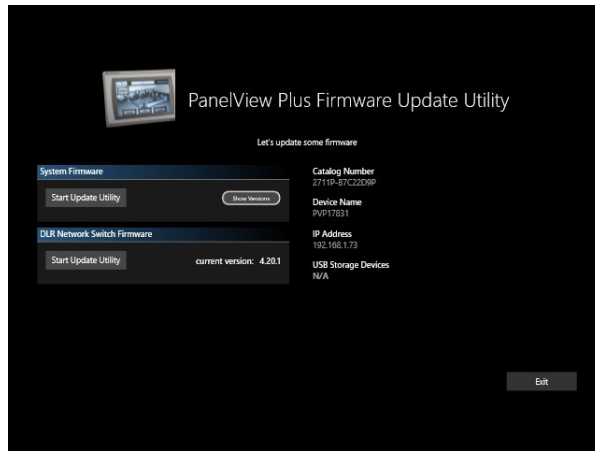 PanelView Plus Firmware Update Utility
Let's update some firmware
System Firmware
Start Update Utility
Show Versions
DLR Network Switch Firmware
Start Update Utility
current version: 4.20.1
Catalog Number
2711P-B7C22D9P
Device Name
PVP17831
IP Address
192.168.1.73
USB Storage Devices
N/A
Exit